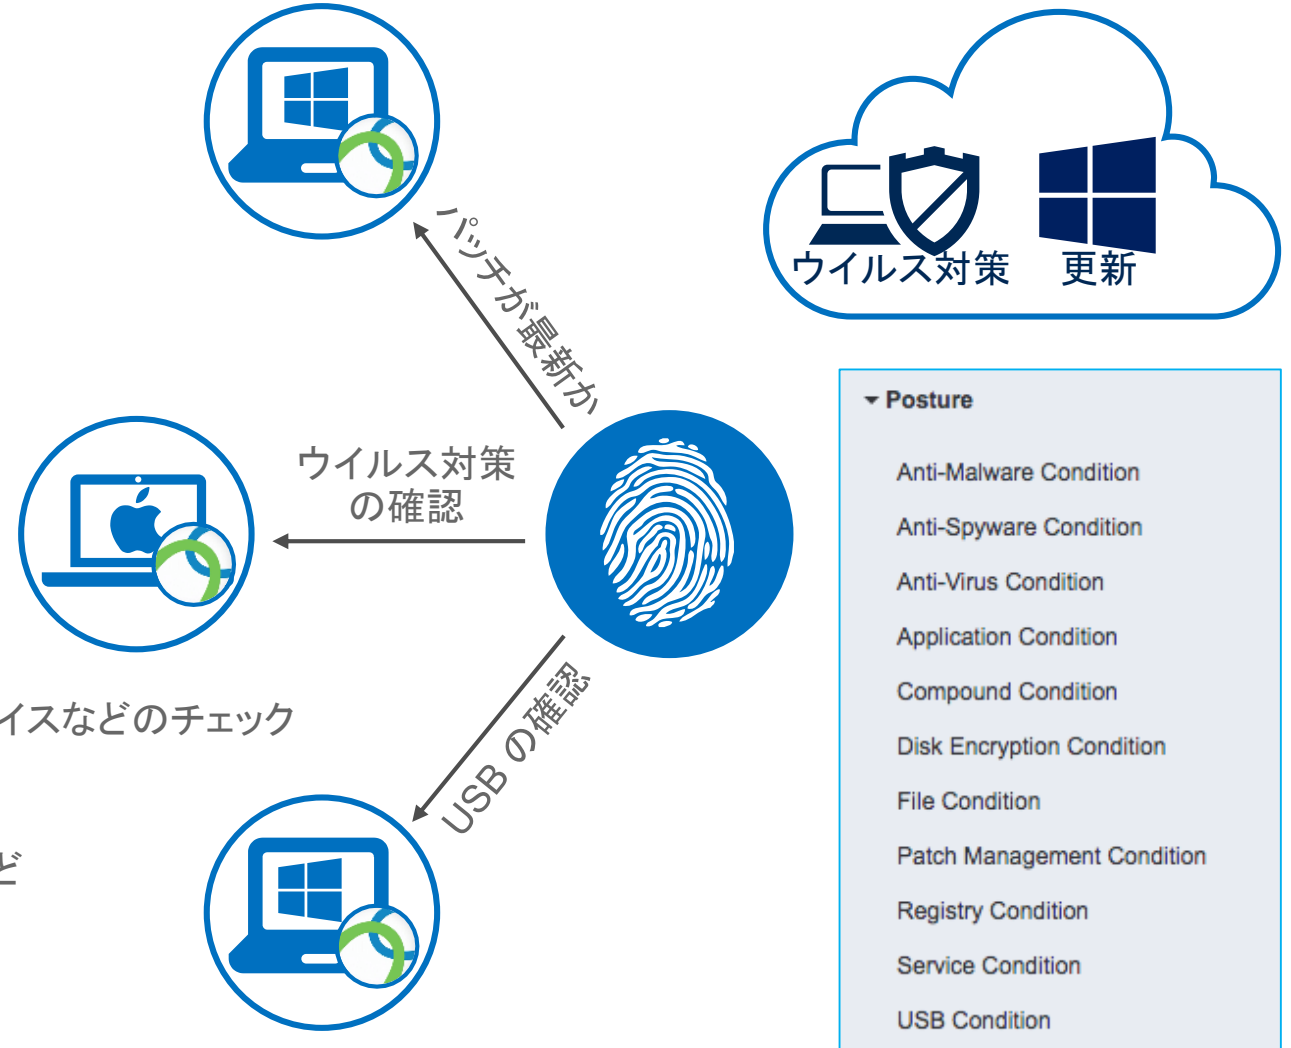 ウイルス対策
更新
パッチが最新か
ウイルス対策
の確認
USB の確認
イスなどのチェック
ど
Posture
Anti-Malware Condition
Anti-Spyware Condition
Anti-Virus Condition
Application Condition
Compound Condition
Disk Encryption Condition
File Condition
Patch Management Condition
Registry Condition
Service Condition
USB Condition